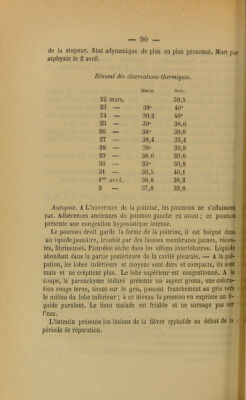 — 90 —
de la stupeur. Etat adynamique de plus en plus prononcé. Mort par
asphyxie le 2 avril.
Résumé des observations thermiques.
Matin. Soir.
22 mars. 39,5
23 — 39° 40°
24 — 39,2 40°
25 — 39° 38,6
26 — 38° 39,6
27 — 38,4 39,4
28 — 38° 39,8
29 — 38,6 39,6
30 — 39° 39,8
31 — 38,5 40,1
1er avril. 38,8 38,2
2 — 37,8 39,8
Autopsie. A L'ouverture de la poitrine, les poumons ne s'affaissent
pas. Adhérences anciennes du poumon gauche en avant; ce poumon
présente une congestion hypostatique intense.
Le poumon droit garde la forme de la poitrine, il est baigné dans
un liquide jaunâtre, troublé par des fausses membranes jaunes, récen-
tes, fibrineuses. Pleurésie sèche dans les sillons interlobaires. Liquide
abondant dans la partie postérieure de la cavité pleurale. — A la pal-
pation, les lobes inférieurs et moyens sont durs et compacts, ils sont
mats et ne crépitent plus. Le lobe supérieur est congestionné. A la
coupe, le parenchyme induré présente un aspect grenu, une colora-
tion rouge terne, tirant sur le gris, passant franchement au gris vers
le milieu du lobe inférieur; à ce niveau la pression en exprime un li-
quide purulent. Le tissu malade est friable et ne surnage pas sur
l'eau.
L'intestin présente les lésions de la fièvre typhoïde au début de la
période de réparation.